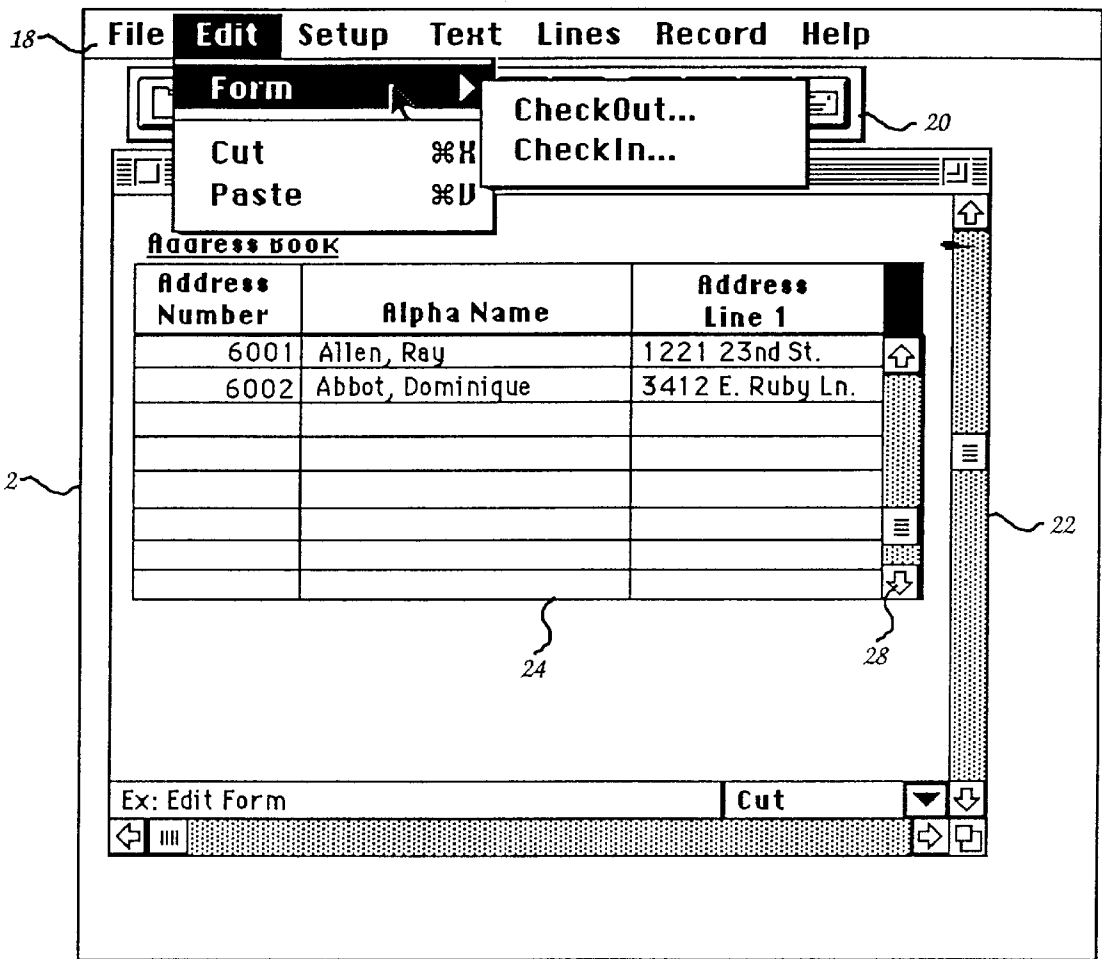 18 File Edit Setup Text Lines Record Help
Form
CheckOut... 20
Cut ⌘X CheckIn...
Paste ⌘V
Address Book
Address Number Alpha Name Address Line 1
6001 Allen, Ray 1221 23nd St.
6002 Abbot, Dominique 3412 E. Ruby Ln.
2 22
24 28
Ex: Edit Form Cut